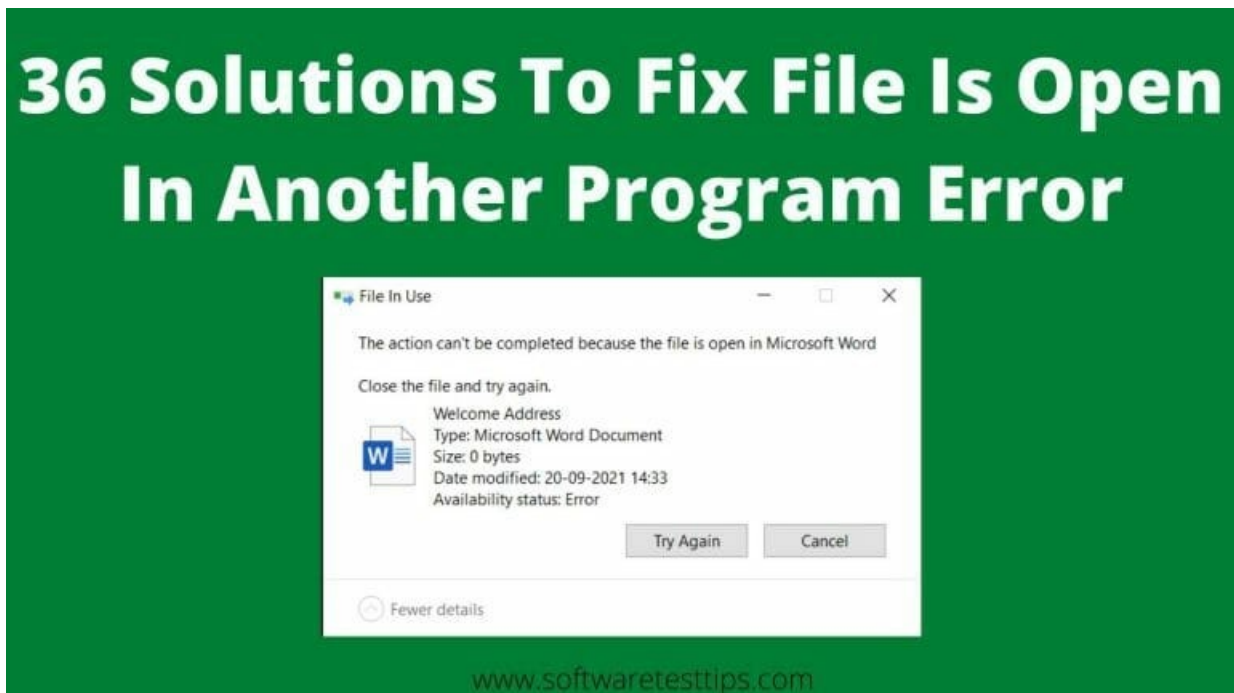 36 Solutions To Fix File Is Open
In Another Program Error
File In Use
The action can't be completed because the file is open in Microsoft Word
Close the file and try again.
Welcome Address
W
Type: Microsoft Word Document
Size: 0 bytes
Date modified: 20-09-2021 14:33
Availability status: Error
Try Again
Cancel
Fewer details
www.softwaretesttips.com